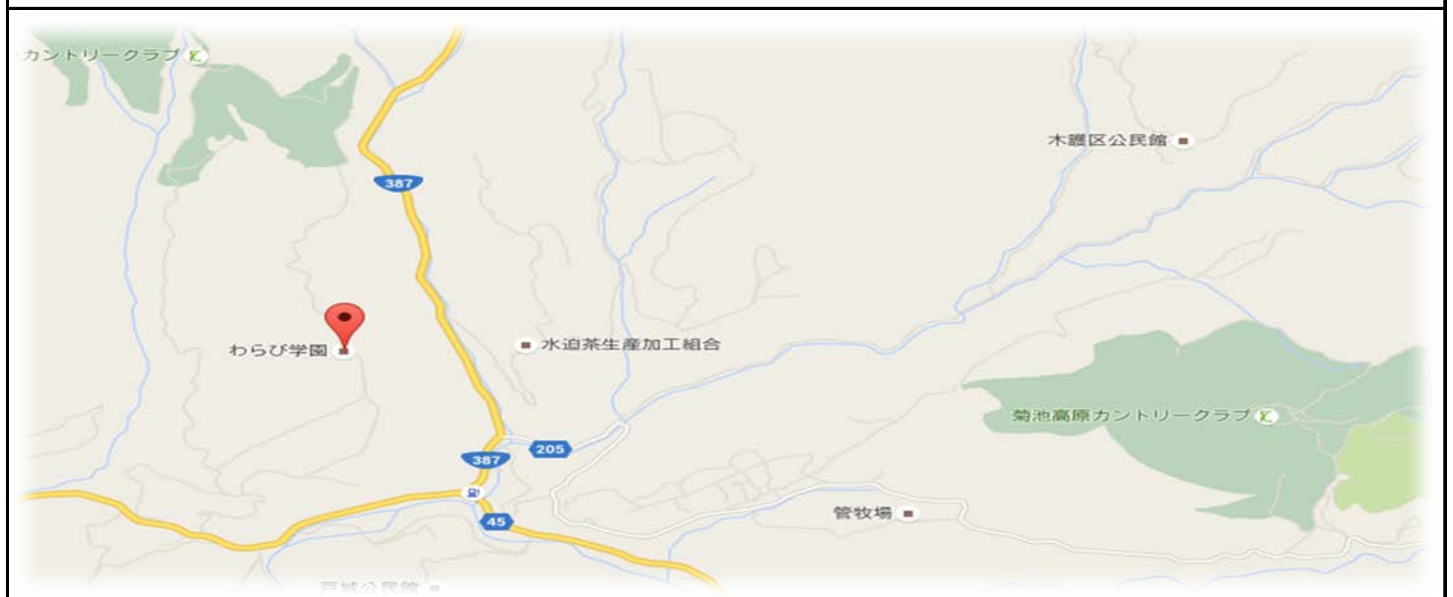 カントリークラブ
木護区公民館
387
わらび学園
水迫茶生産加工組合
菊池高原カントリークラブ
205
387
45
管牧場